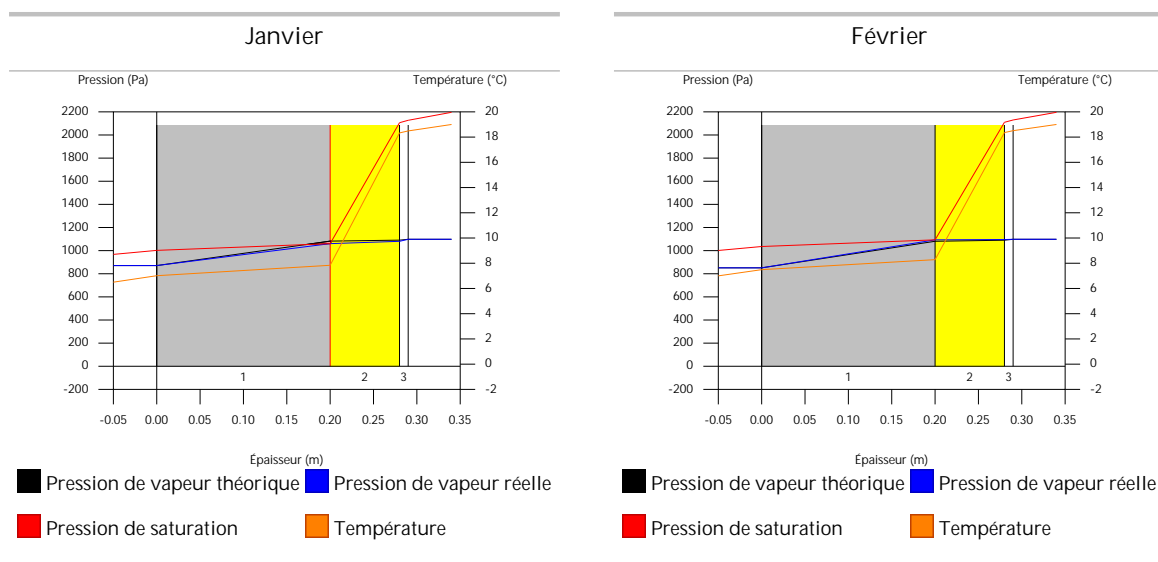 Janvier
Pression (Pa) Température (°C)
2200 20
2000 18
1800 16
1600 14
1400 12
1200 10
1000 8
800 6
600 4
400 2
200 0
0 -2
-200
1 2 3
-0.05 0.00 0.05 0.10 0.15 0.20 0.25 0.30 0.35
Épaisseur (m)
Pression de vapeur théorique Pression de vapeur réelle
Pression de saturation Température
Février
Pression (Pa) Température (°C)
2200 20
2000 18
1800 16
1600 14
1400 12
1200 10
1000 8
800 6
600 4
400 2
200 0
0 -2
-200
1 2 3
-0.05 0.00 0.05 0.10 0.15 0.20 0.25 0.30 0.35
Épaisseur (m)
Pression de vapeur théorique Pression de vapeur réelle
Pression de saturation Température